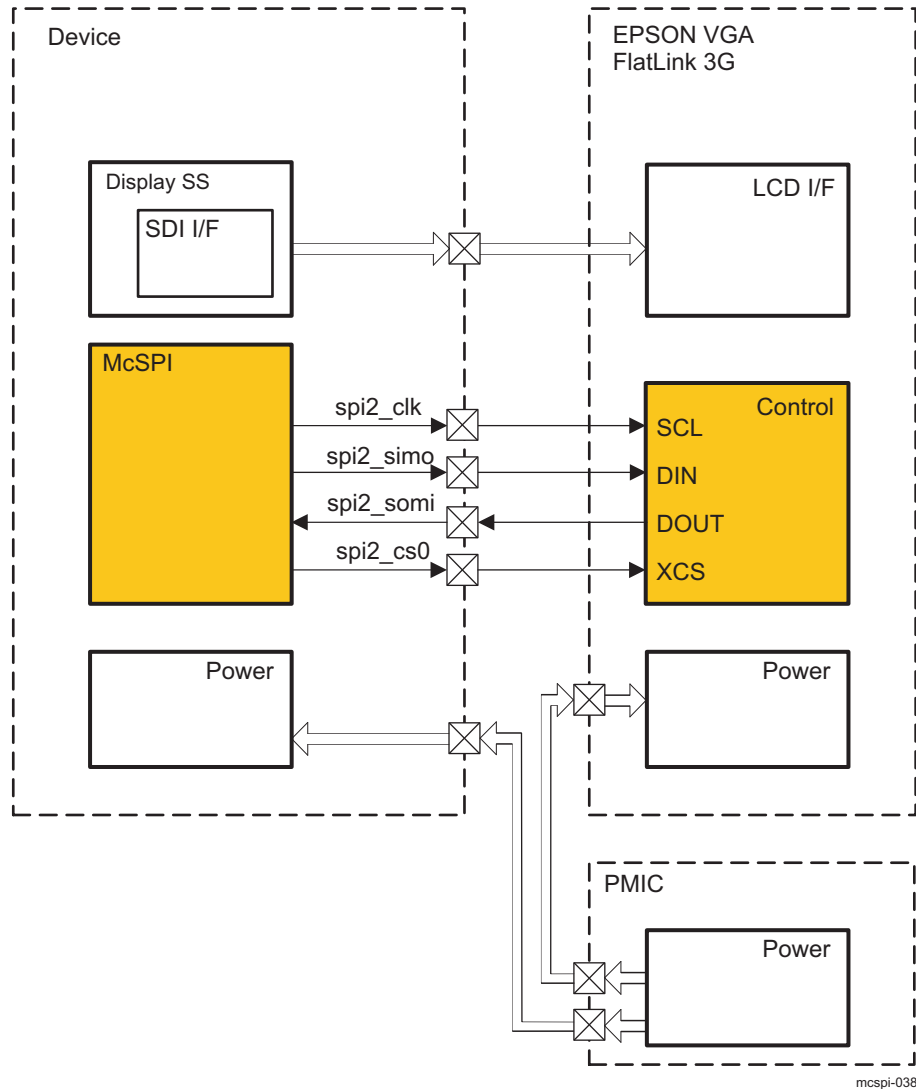 Device
EPSON VGA
FlatLink 3G
Display SS
SDI I/F
LCD I/F
McSPI
Control
spi2_clk
SCL
spi2_simo
DIN
spi2_somi
DOUT
spi2_cs0
XCS
Power
Power
PMIC
Power
mcspi-038